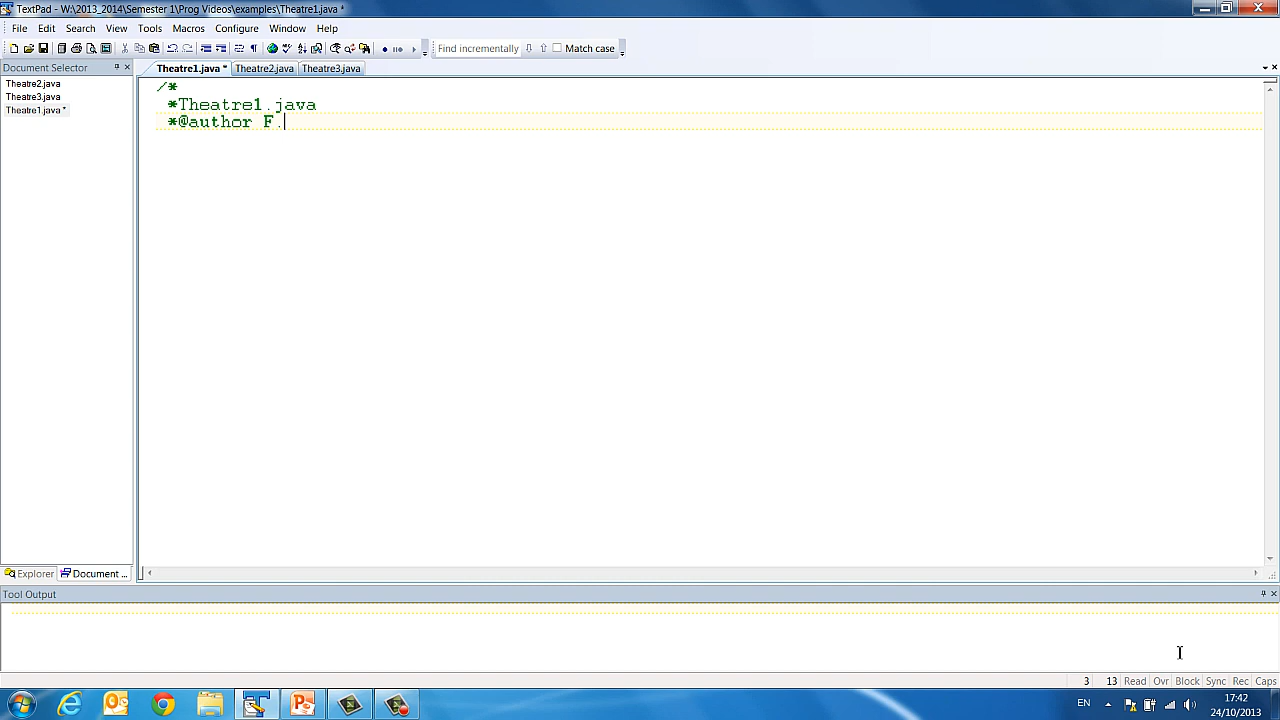 TextPad - W:\2013_2014\Semester 1\Prog Videos\examples\Theatre1.java *
File Edit Search View Tools Macros Configure Window Help
Find incrementally Match case
Document Selector
Theatre1.java * Theatre2.java Theatre3.java
Theatre2.java
Theatre3.java
Theatre1.java *
/*
*Theatre1.java
*@author F.
Explorer Document ...
Tool Output
3 13 Read Ovr Block Sync Rec Caps
EN 17:42
24/10/2013